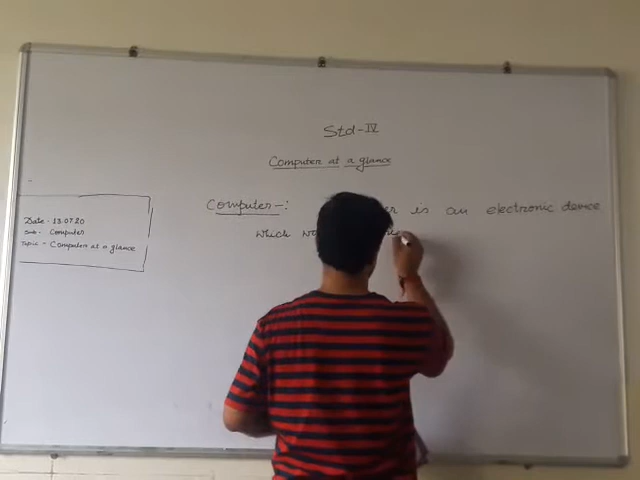 Std-IV
Computer at a glance
Computer-: er is an electronic device
which
Date - 13.07.20
Sub:- Computer
Topic - Computer at a glance